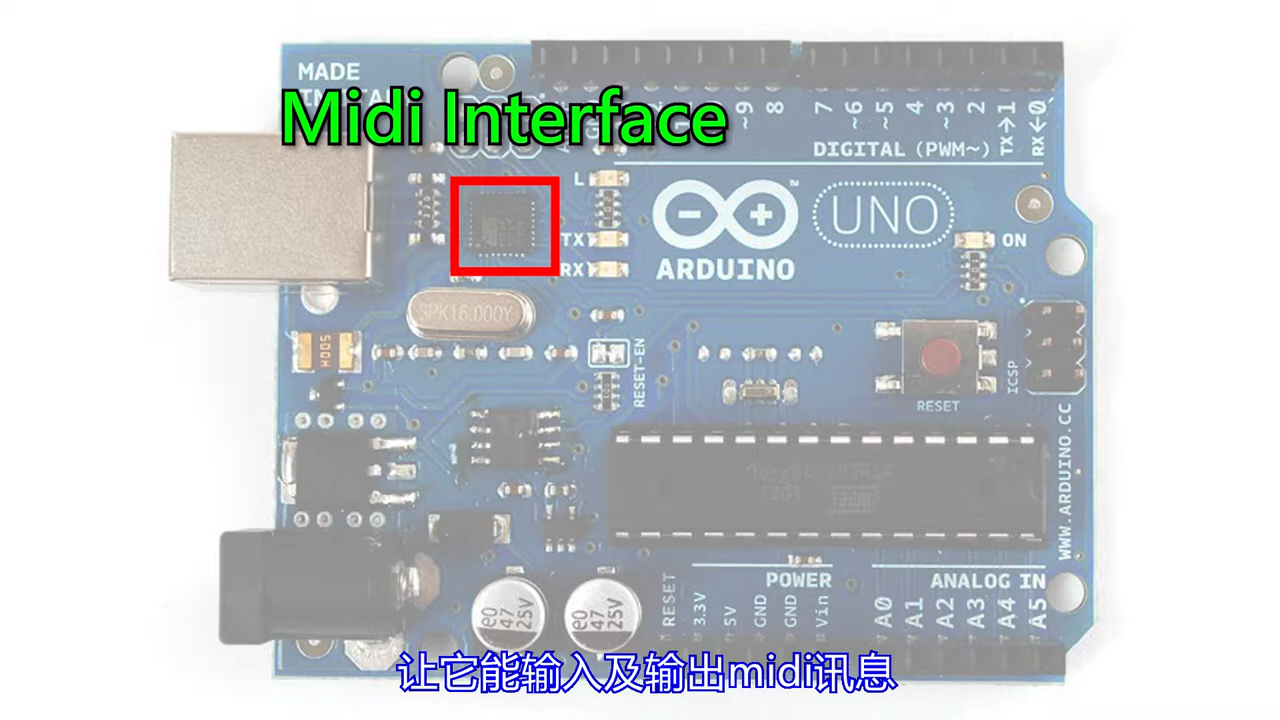 MADE
IN ITALY
Midi Interface
~9
8
7
~6
~5
4
~3
2
TX→1
RX←0
DIGITAL (PWM~)
L
TX
RX
UNO
ARDUINO
ON
SPK16.000Y
RESET-EN
ICSP
RESET
WWW.ARDUINO.CC
POWER
ANALOG IN
RESET
3.3V
5V
GND
GND
Vin
A0
A1
A2
A3
A4
A5
47
25V
47
25V
让它能输入及输出midi讯息